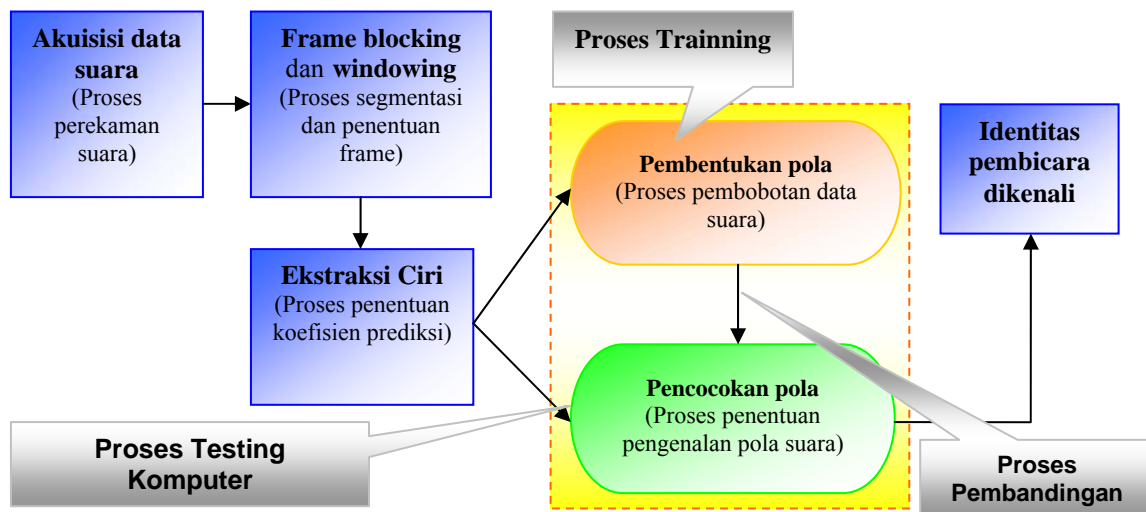 Akuisisi data
suara
(Proses
perekaman
suara)
Frame blocking
dan windowing
(Proses segmentasi
dan penentuan
frame)
Proses Trainning
Ekstraksi Ciri
(Proses penentuan
koefisien prediksi)
Pembentukan pola
(Proses pembobotan data
suara)
Identitas
pembicara
dikenali
Pencocokan pola
(Proses penentuan
pengenalan pola suara)
Proses Testing
Komputer
Proses
Pembandingan